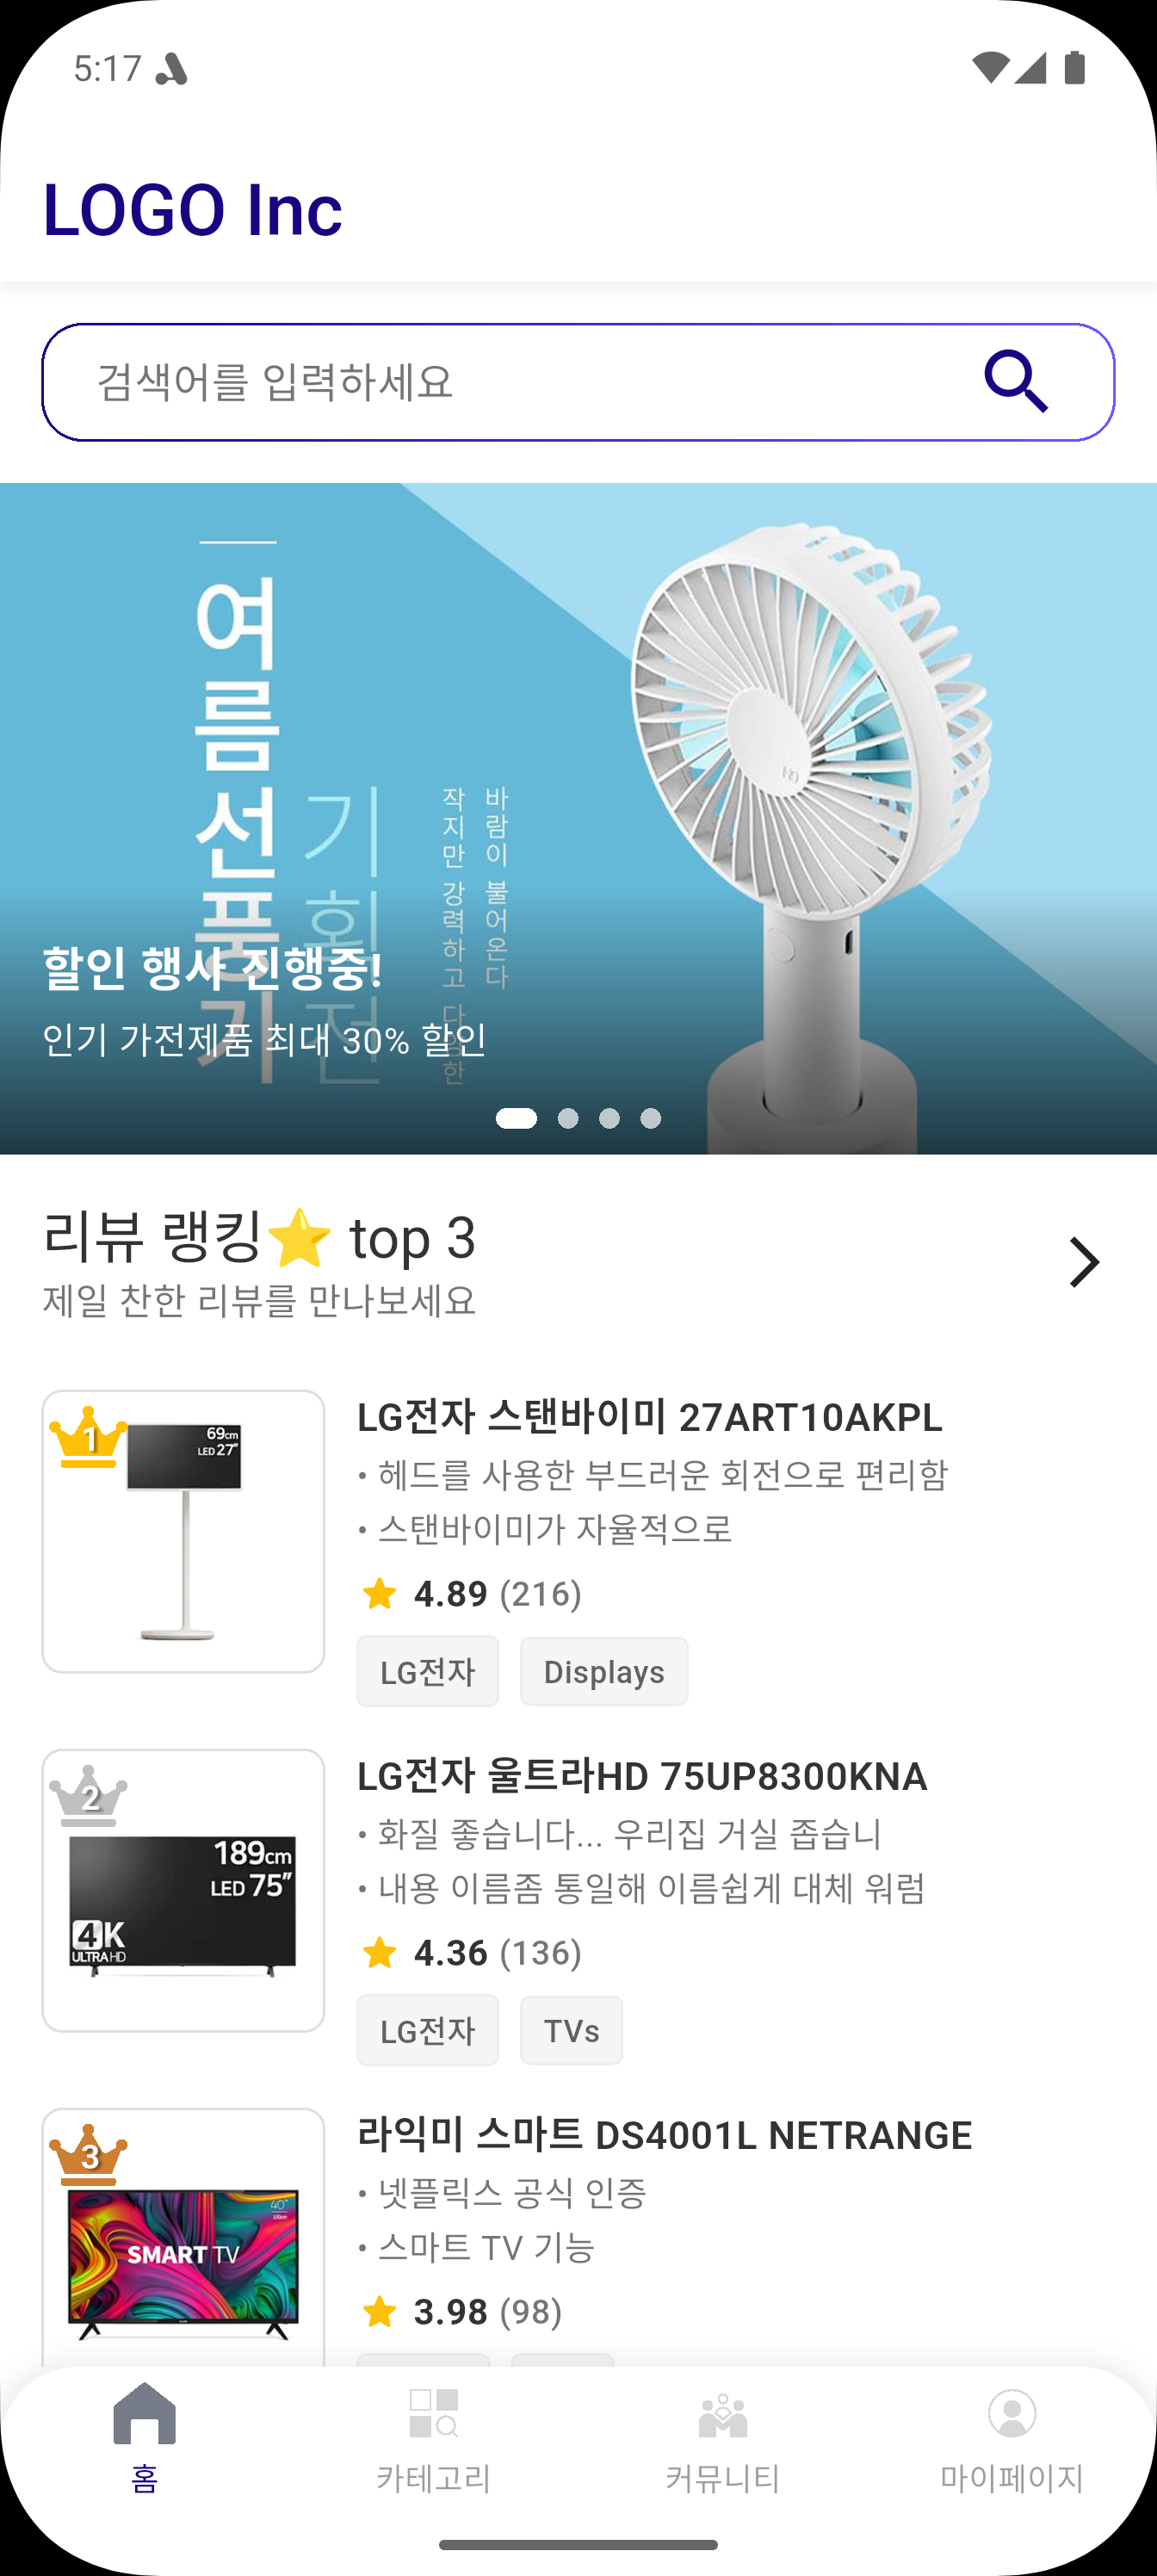 5:17
LOGO Inc
검색어를 입력하세요
여름선풍기
기획전
바람이 불어온다
작지만 강력하고 다양한
할인 행사 진행중!
인기 가전제품 최대 30% 할인
리뷰 랭킹⭐ top 3
제일 찬한 리뷰를 만나보세요
1
69cm
LED 27"
LG전자 스탠바이미 27ART10AKPL
• 헤드를 사용한 부드러운 회전으로 편리함
• 스탠바이미가 자율적으로
4.89 (216)
LG전자 Displays
2
189cm
LED 75"
4K
ULTRA HD
LG전자 울트라HD 75UP8300KNA
• 화질 좋습니다... 우리집 거실 좁습니
• 내용 이름좀 통일해 이름쉽게 대체 워럼
4.36 (136)
LG전자 TVs
3
40"
100cm
SMART TV
라익미 스마트 DS4001L NETRANGE
• 넷플릭스 공식 인증
• 스마트 TV 기능
3.98 (98)
홈 카테고리 커뮤니티 마이페이지